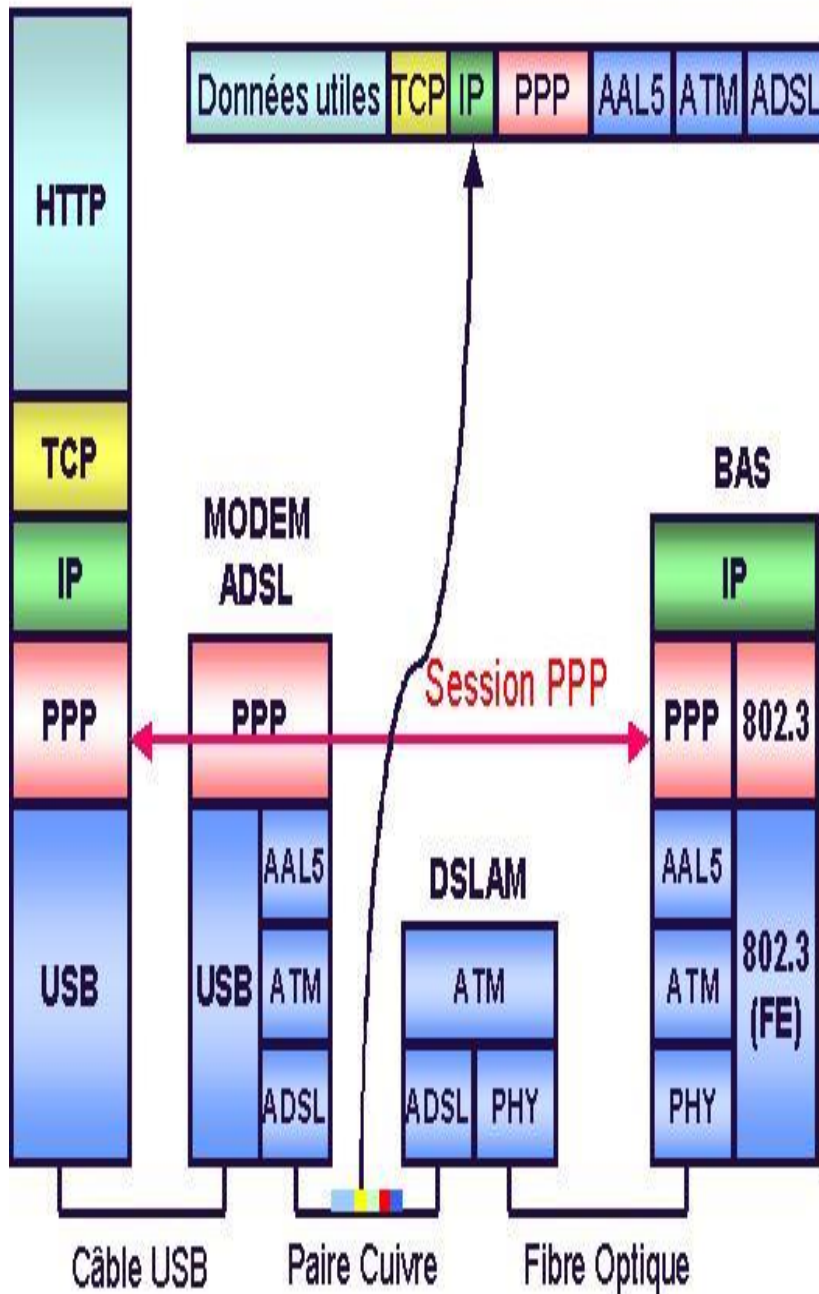 Données utiles TCP IP PPP AAL5 ATM ADSL
HTTP
TCP
IP
PPP
USB
MODEM
ADSL
PPP
USB
AAL5
ATM
ADSL
Session PPP
DSLAM
ATM
ADSL PHY
BAS
IP
PPP 802.3
AAL5
ATM
PHY
802.3
(FE)
Câble USB
Paire Cuivre
Fibre Optique